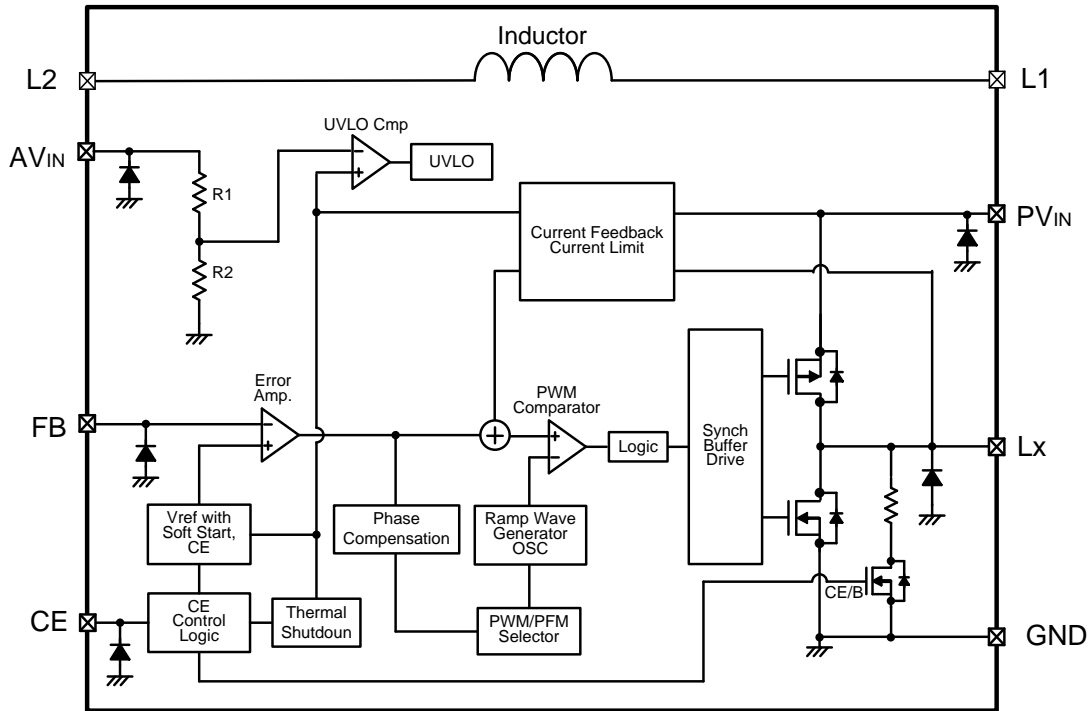 Inductor
L2
L1
UVLO Cmp
AVIN
UVLO
R1
PVIN
Current Feedback
Current Limit
R2
Error
Amp.
PWM
Comparator
FB
Logic
Synch
Buffer
Drive
Lx
Vref with
Soft Start,
CE
Phase
Compensation
Ramp Wave
Generator
OSC
CE/B
CE
CE
Control
Logic
Thermal
Shutdoun
PWM/PFM
Selector
GND